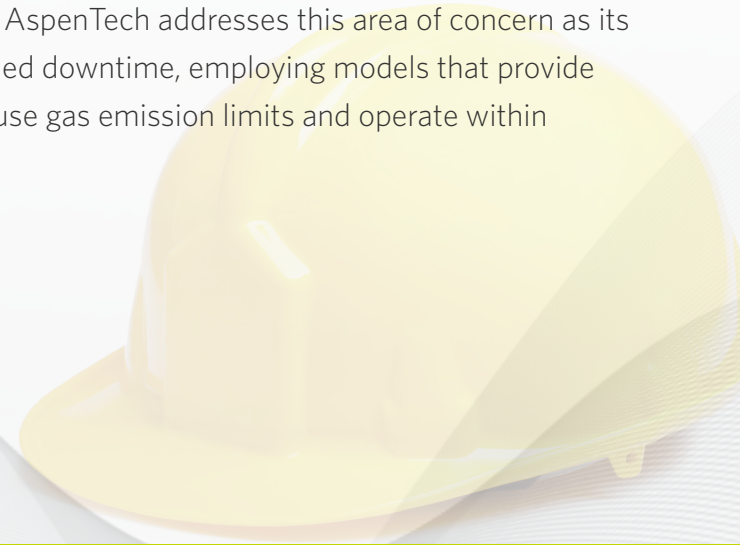 AspenTech addresses this area of concern as its
ed downtime, employing models that provide
use gas emission limits and operate within